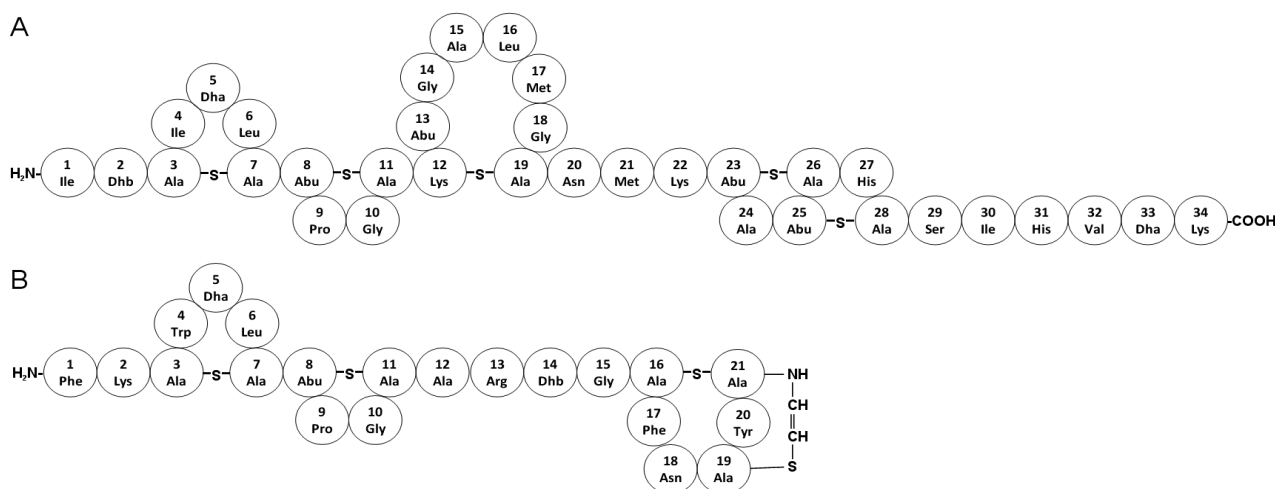 A
15 Ala
16 Leu
14 Gly
17 Met
5 Dha
4 Ile
6 Leu
13 Abu
18 Gly
H2N-
1 Ile
2 Dhb
3 Ala
-S-
7 Ala
8 Abu
-S-
11 Ala
12 Lys
-S-
19 Ala
20 Asn
21 Met
22 Lys
23 Abu
-S-
26 Ala
27 His
9 Pro
10 Gly
24 Ala
25 Abu
-S-
28 Ala
29 Ser
30 Ile
31 His
32 Val
33 Dha
34 Lys
-COOH
B
5 Dha
4 Trp
6 Leu
H2N-
1 Phe
2 Lys
3 Ala
-S-
7 Ala
8 Abu
-S-
11 Ala
12 Ala
13 Arg
14 Dhb
15 Gly
16 Ala
-S-
21 Ala
NH
CH
CH
S
9 Pro
10 Gly
17 Phe
20 Tyr
18 Asn
19 Ala